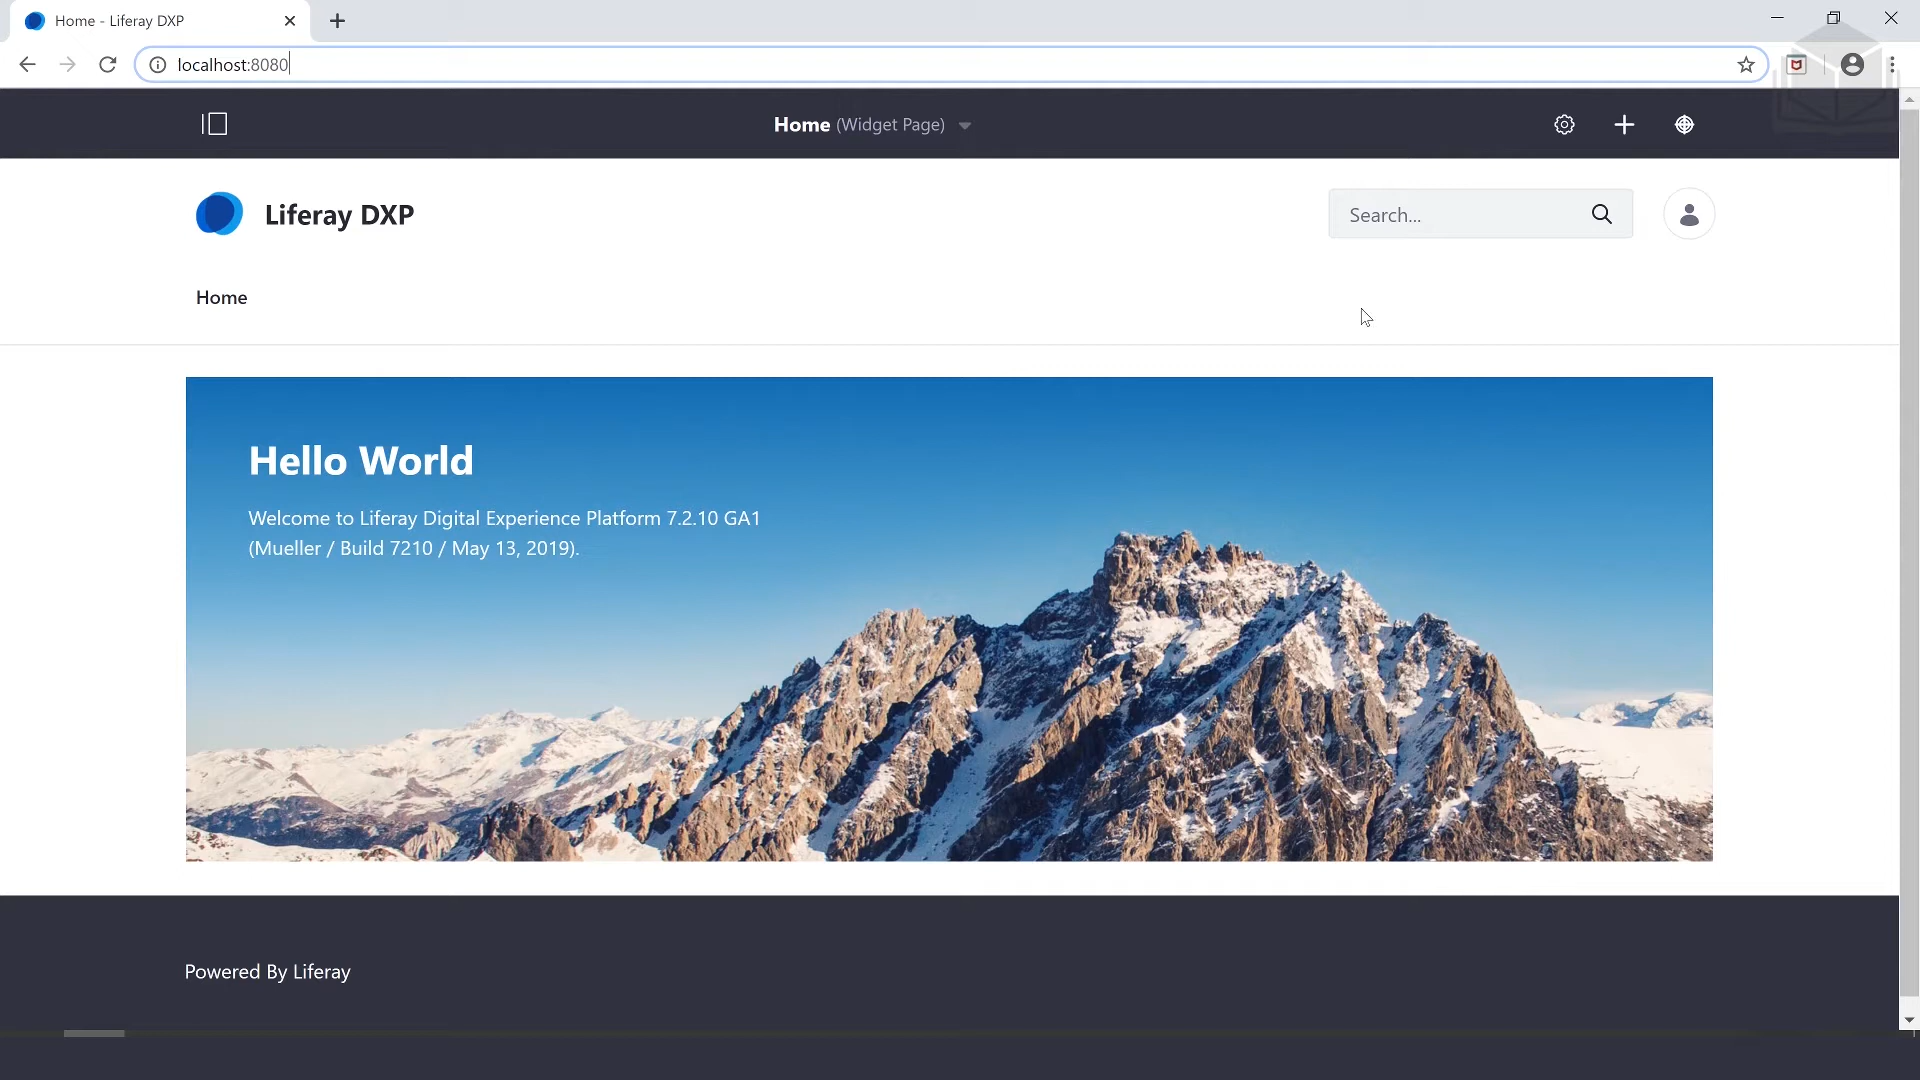 Home - Liferay DXP
localhost:8080
Home (Widget Page)
Liferay DXP
Search...
Home
Hello World
Welcome to Liferay Digital Experience Platform 7.2.10 GA1
(Mueller / Build 7210 / May 13, 2019).
Powered By Liferay